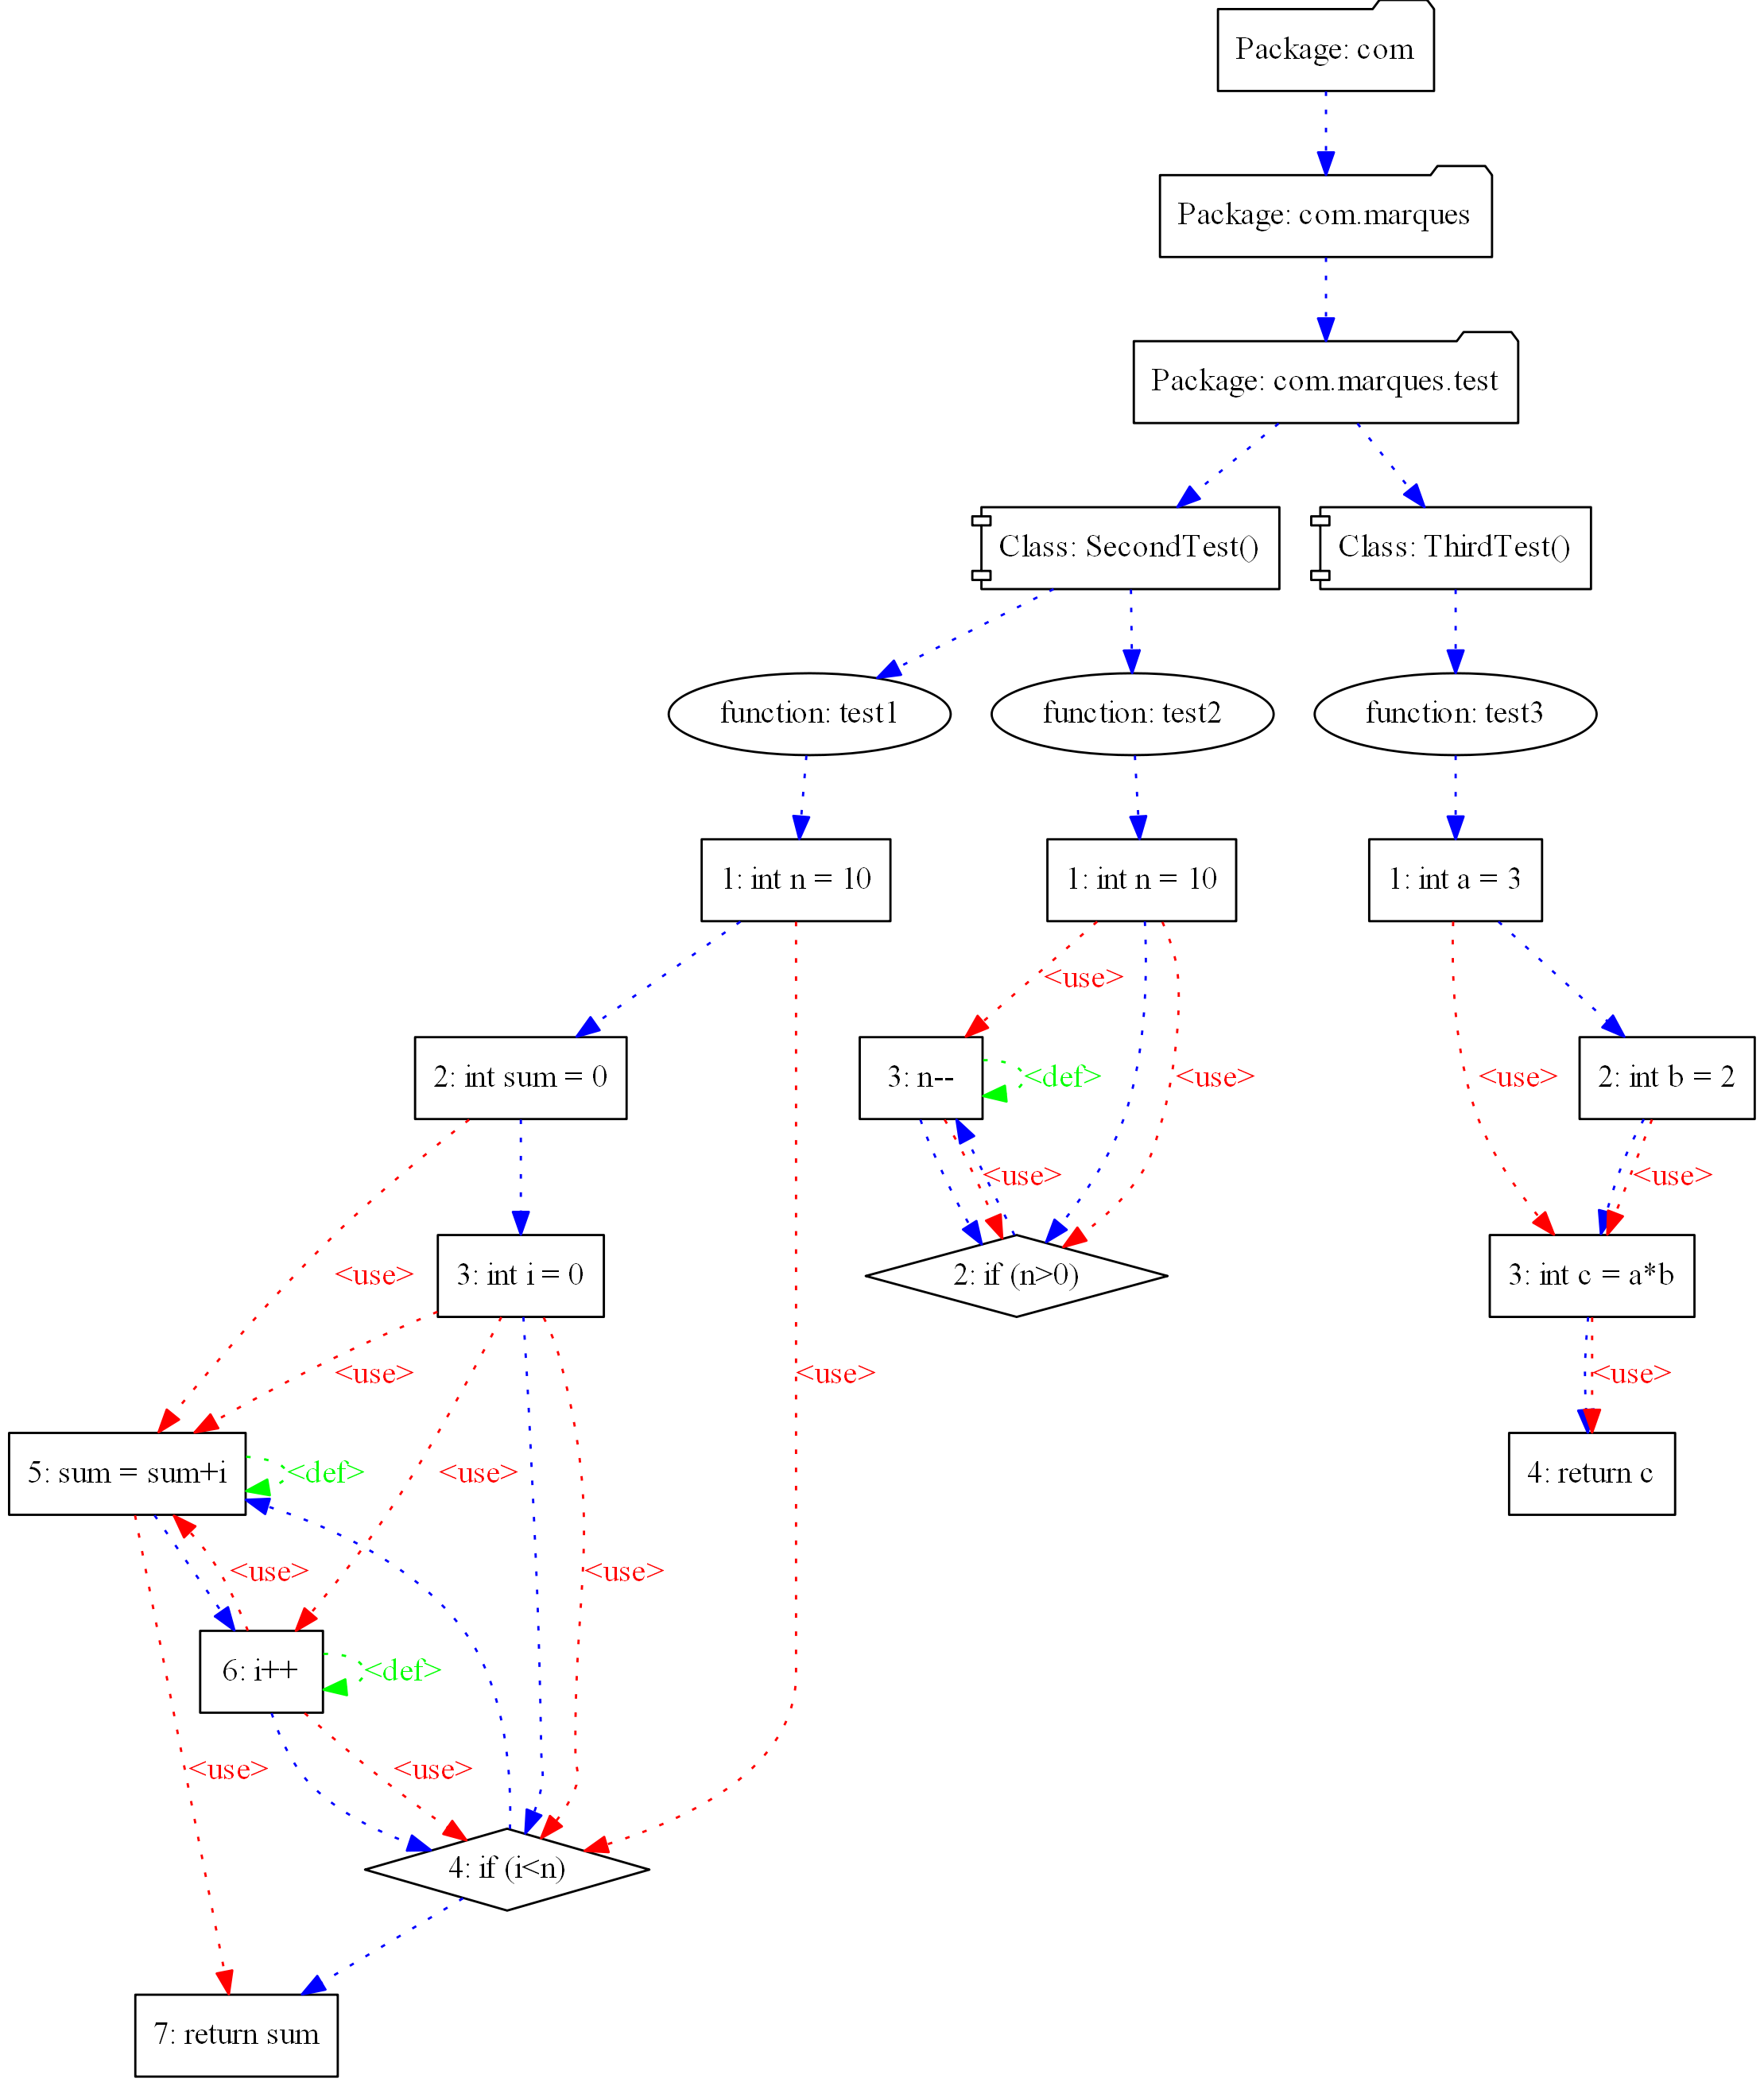 Package: com
Package: com.marques
Package: com.marques.test
Class: SecondTest()
Class: ThirdTest()
function: test1
function: test2
function: test3
1: int n = 10
1: int n = 10
1: int a = 3
<use>
2: int sum = 0
3: n--
<def>
<use>
<use>
2: int b = 2
<use>
<use>
<use>
3: int i = 0
2: if (n>0)
3: int c = a*b
<use>
<use>
<use>
5: sum = sum+i
<def>
<use>
4: return c
<use>
<use>
6: i++
<def>
<use>
<use>
4: if (i<n)
7: return sum